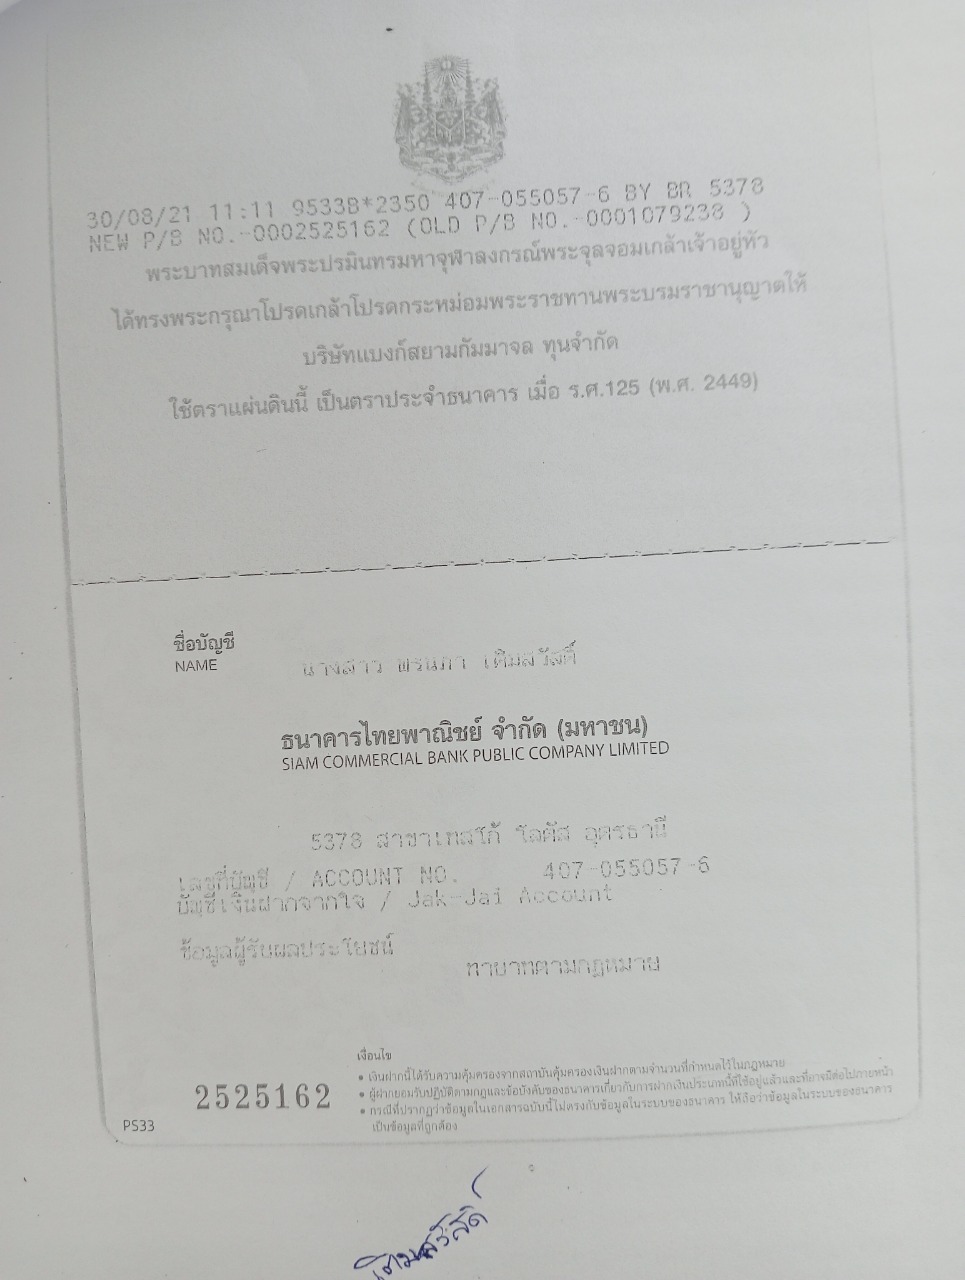 30/08/21 11:11 9533B*2350 407-055057-6 BY BR 5378
NEW P/B NO.-0002525162 (OLD P/B NO.-0001079238 )
พระบาทสมเด็จพระปรมินทรมหาจุฬาลงกรณ์พระจุลจอมเกล้าเจ้าอยู่หัว
ได้ทรงพระกรุณาโปรดเกล้าโปรดกระหม่อมพระราชทานพระบรมราชานุญาตให้
บริษัทแบงก์สยามกัมมาจล ทุนจำกัด
ใช้ตราแผ่นดินนี้ เป็นตราประจำธนาคาร เมื่อ ร.ศ.125 (พ.ศ. 2449)
ชื่อบัญชี
NAME
นางสาว พรนภา เติมสวัสดิ์
ธนาคารไทยพาณิชย์ จำกัด (มหาชน)
SIAM COMMERCIAL BANK PUBLIC COMPANY LIMITED
5378 สาขาเทสโก้ โลตัส อุดรธานี
เลขที่บัญชี / ACCOUNT NO. 407-055057-6
บัญชีเงินฝากจากใจ / Jak-Jai Account
ข้อมูลผู้รับผลประโยชน์
ทายาทตามกฎหมาย
เงื่อนไข
• เงินฝากนี้ได้รับความคุ้มครองจากสถาบันคุ้มครองเงินฝากตามจำนวนที่กำหนดไว้ในกฎหมาย
• ผู้ฝากยอมรับปฏิบัติตามกฎและข้อบังคับของธนาคารเกี่ยวกับการฝากเงินประเภทนี้ที่ใช้อยู่แล้วและที่อาจมีต่อไปภายหน้า
• กรณีที่ปรากฏว่าข้อมูลในเอกสารฉบับนี้ไม่ตรงกับข้อมูลในระบบของธนาคาร ให้ถือว่าข้อมูลในระบบของธนาคาร
เป็นข้อมูลที่ถูกต้อง
2525162
PS33